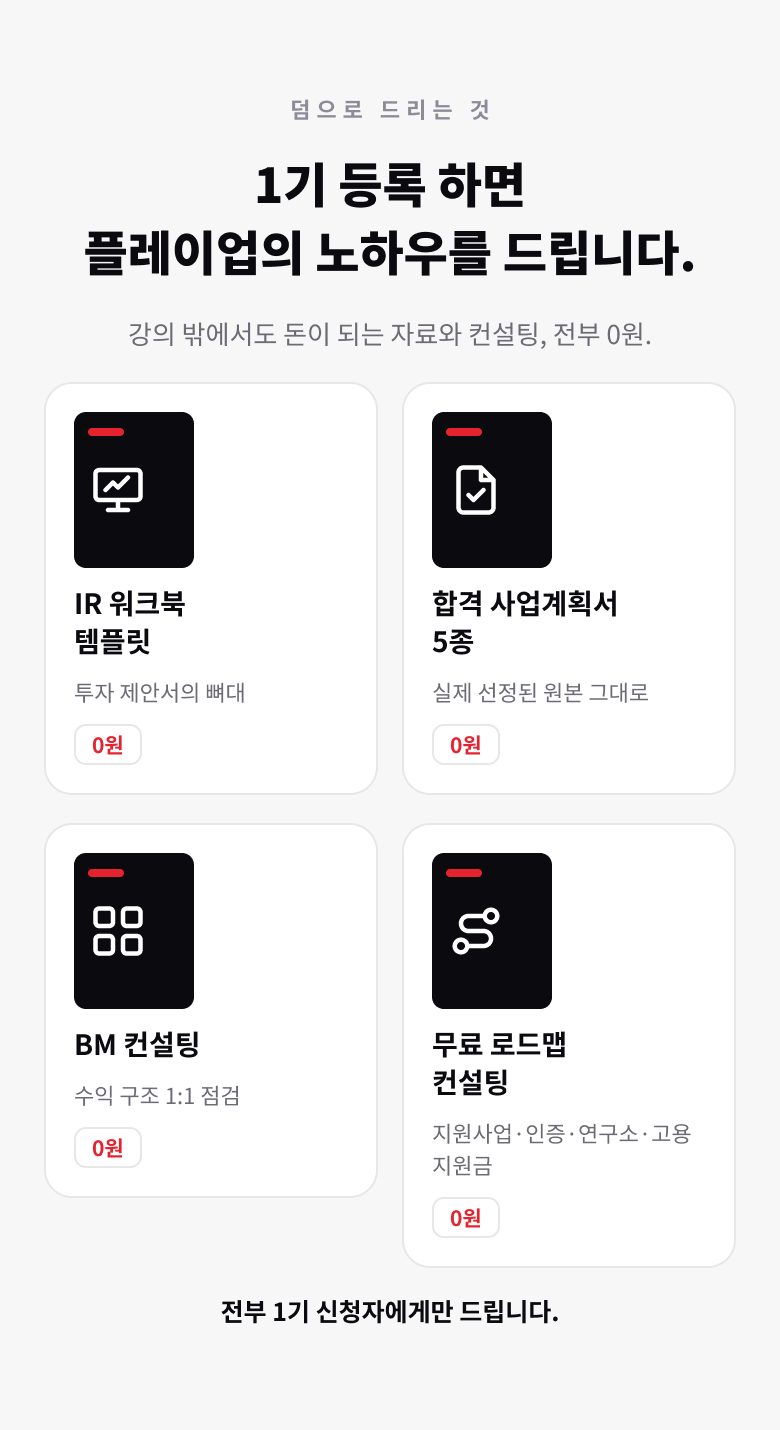 덤으로 드리는 것
1기 등록 하면
플레이업의 노하우를 드립니다.
강의 밖에서도 돈이 되는 자료와 컨설팅, 전부 0원.
IR 워크북
템플릿
투자 제안서의 뼈대
0원
합격 사업계획서
5종
실제 선정된 원본 그대로
0원
BM 컨설팅
수익 구조 1:1 점검
0원
무료 로드맵
컨설팅
지원사업·인증·연구소·고용
지원금
0원
전부 1기 신청자에게만 드립니다.